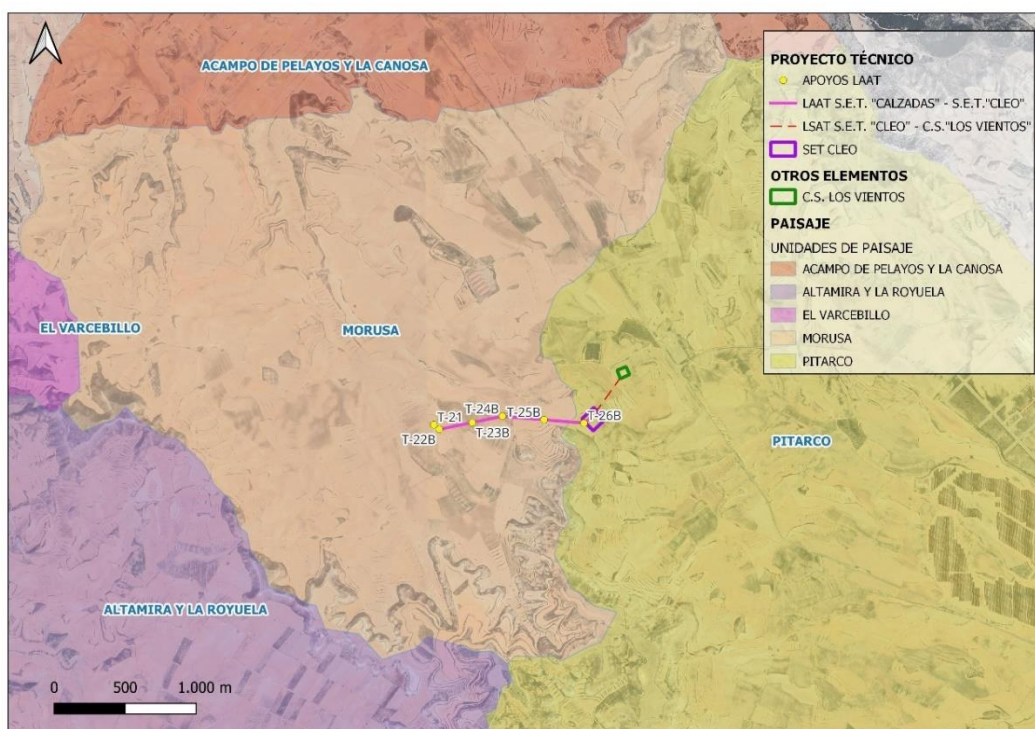 ACAMPO DE PELAYOS Y LA CANOSA
PROYECTO TÉCNICO
APOYOS LAAT
LAAT S.E.T. "CALZADAS" - S.E.T."CLEO"
LSAT S.E.T. "CLEO" - C.S."LOS VIENTOS"
SET CLEO
OTROS ELEMENTOS
C.S. LOS VIENTOS
PAISAJE
UNIDADES DE PAISAJE
ACAMPO DE PELAYOS Y LA CANOSA
ALTAMIRA Y LA ROYUELA
EL VARCEBILLO
MORUSA
PITARCO
EL VARCEBILLO
MORUSA
T-21
T-24B
T-25B
T-26B
T-22B
T-23B
PITARCO
ALTAMIRA Y LA ROYUELA
0 500 1.000 m